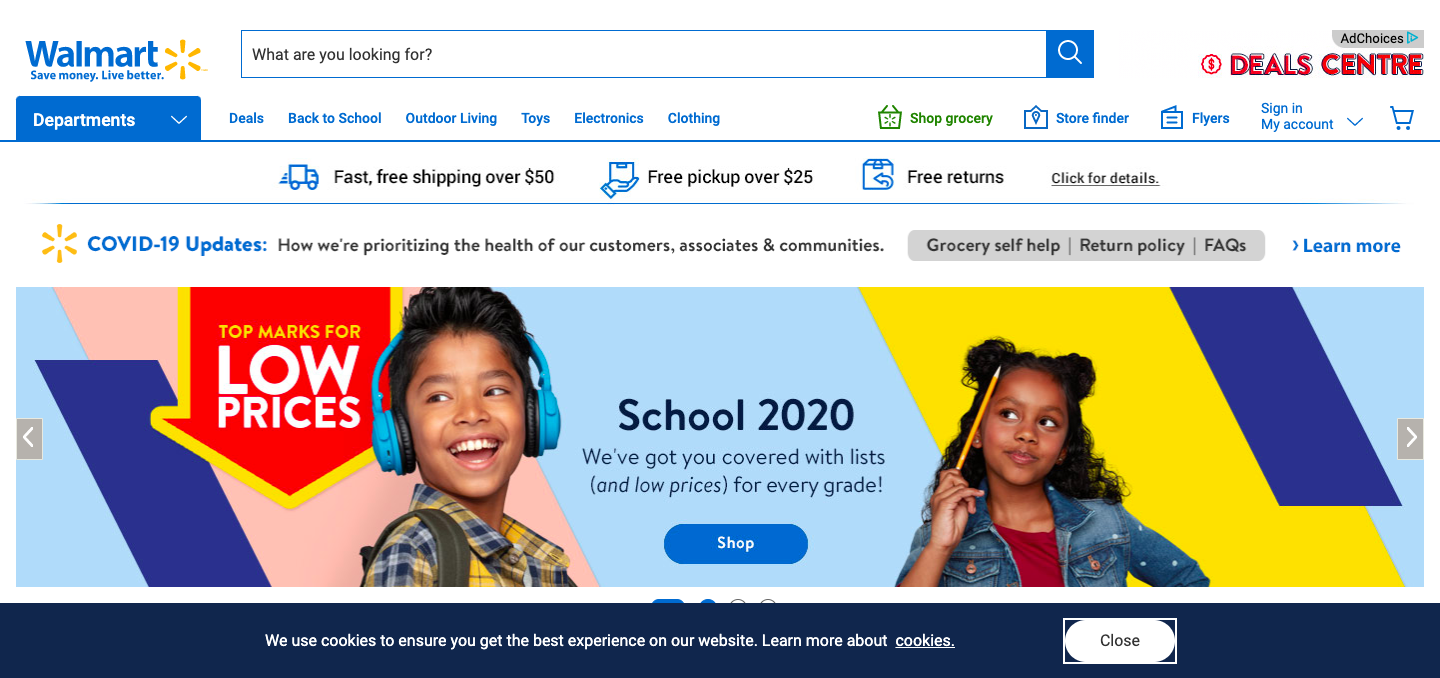 Walmart
Save money. Live better.
What are you looking for?
AdChoices
DEALS CENTRE
Departments
Deals
Back to School
Outdoor Living
Toys
Electronics
Clothing
Shop grocery
Store finder
Flyers
Sign in
My account
Fast, free shipping over $50
Free pickup over $25
Free returns
Click for details.
COVID-19 Updates: How we're prioritizing the health of our customers, associates & communities.
Grocery self help | Return policy | FAQs
› Learn more
TOP MARKS FOR
LOW
PRICES
School 2020
We've got you covered with lists
(and low prices) for every grade!
Shop
We use cookies to ensure you get the best experience on our website. Learn more about cookies.
Close